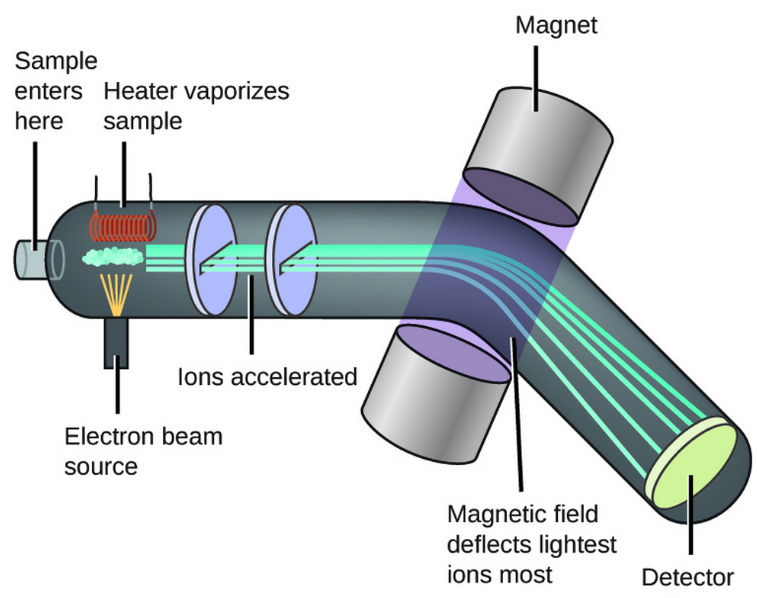 Magnet
Sample
enters
here
Heater vaporizes
sample
Ions accelerated
Electron beam
source
Magnetic field
deflects lightest
ions most
Detector